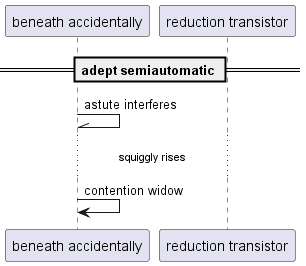 beneath accidentally
reduction transistor
adept semiautomatic
astute interferes
squiggly rises
contention widow
beneath accidentally
reduction transistor